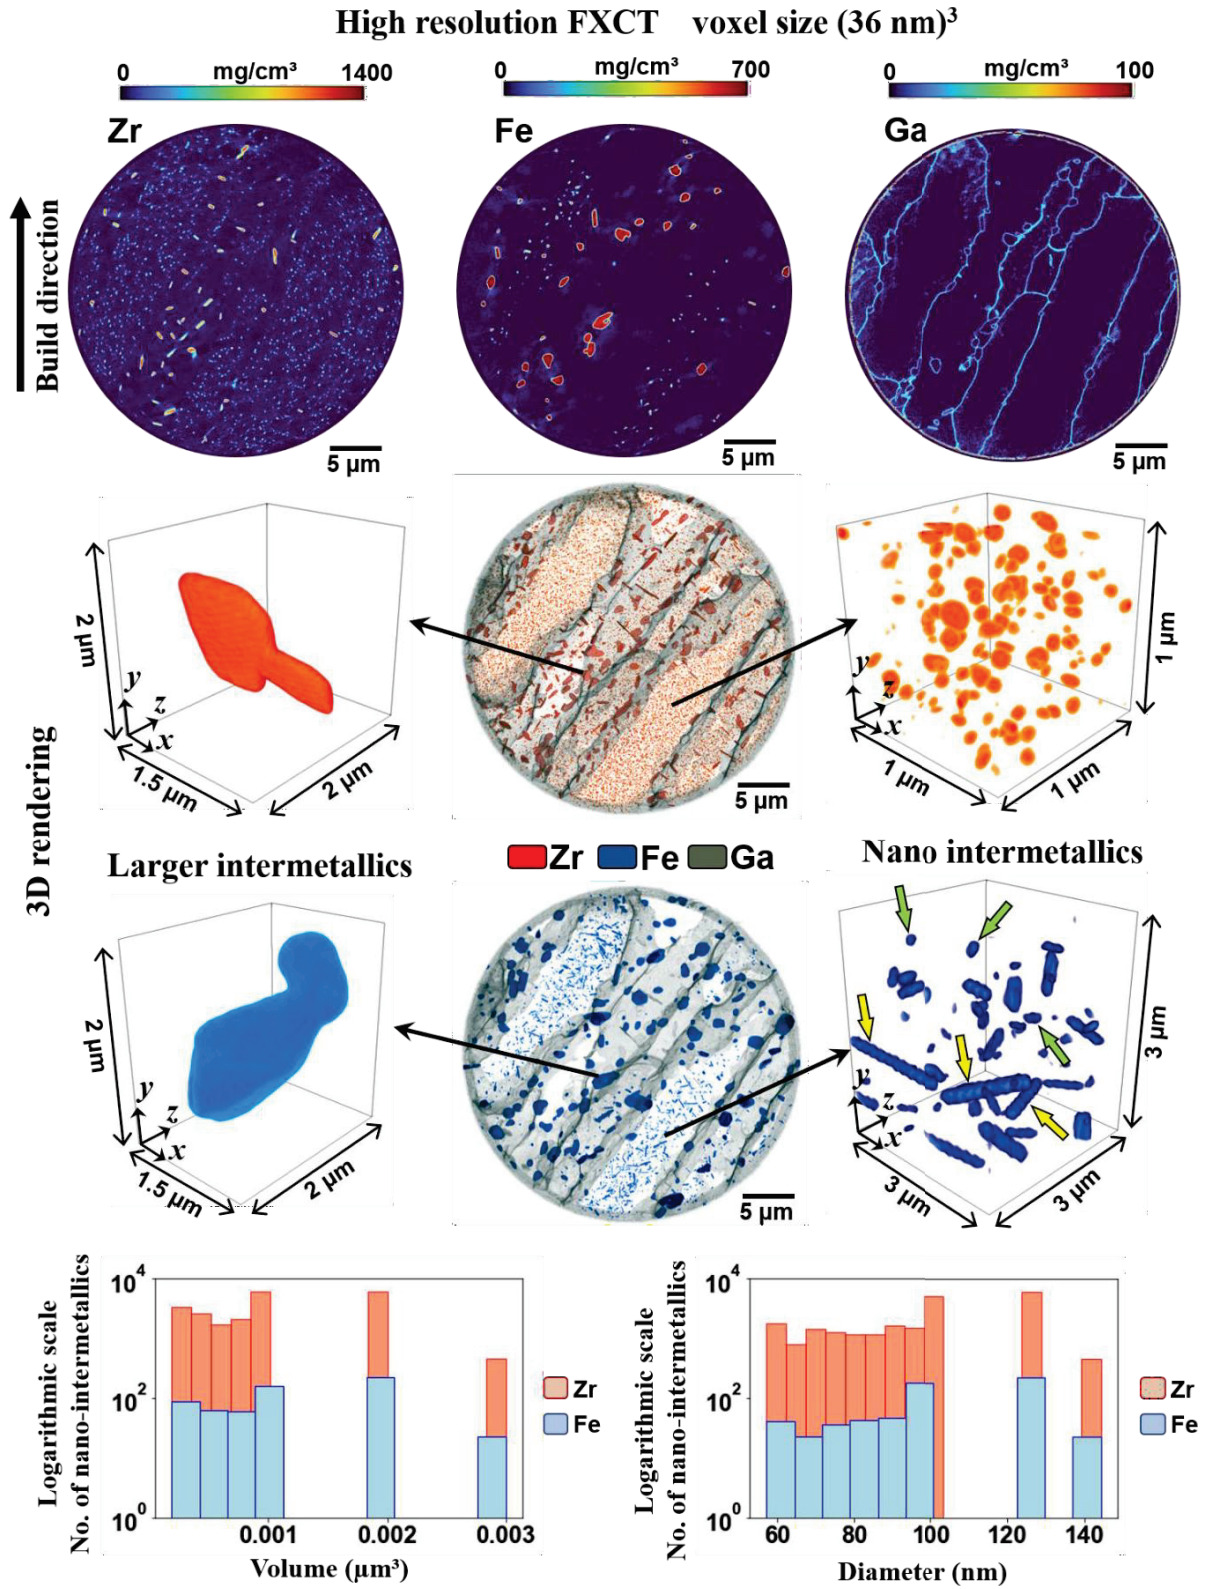 High resolution FXCT voxel size (36 nm)³
0 mg/cm³ 1400
0 mg/cm³ 700
0 mg/cm³ 100
Zr
Fe
Ga
Build direction
5 µm
5 µm
5 µm
3D rendering
2 µm
y
z
x
1.5 µm
2 µm
5 µm
1 µm
y
z
x
1 µm
1 µm
Larger intermetallics
Zr Fe Ga
Nano intermetallics
2 µm
y
z
x
1.5 µm
2 µm
5 µm
3 µm
y
z
x
3 µm
3 µm
Logarithmic scale
No. of nano-intermetallics
10⁴
10²
10⁰
0.001 0.002 0.003
Volume (µm³)
Zr
Fe
Logarithmic scale
No. of nano-intermetallics
10⁴
10²
10⁰
60 80 100 120 140
Diameter (nm)
Zr
Fe